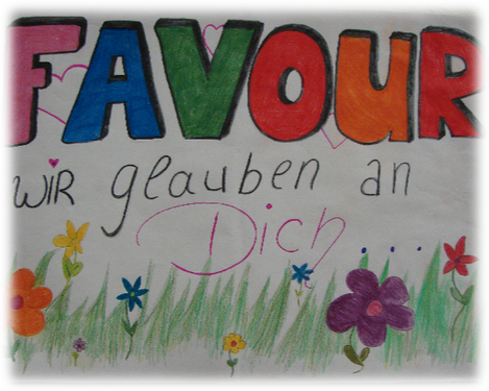 FAVOUR
WiR glauben an
Dich....